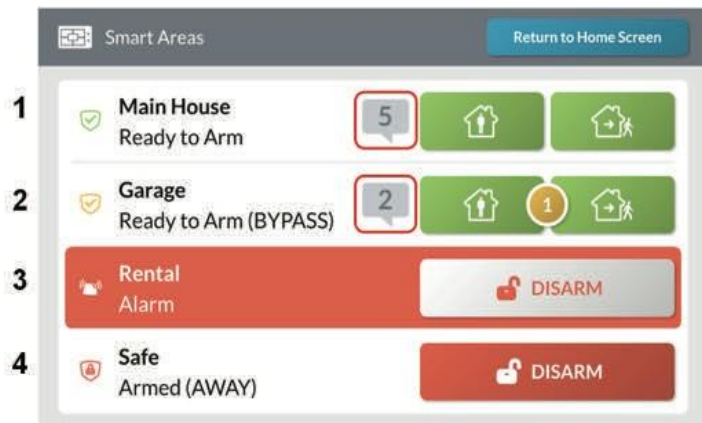 Smart Areas
Return to Home Screen
1
Main House
Ready to Arm
5
2
Garage
Ready to Arm (BYPASS)
2
1
3
Rental
Alarm
DISARM
4
Safe
Armed (AWAY)
DISARM